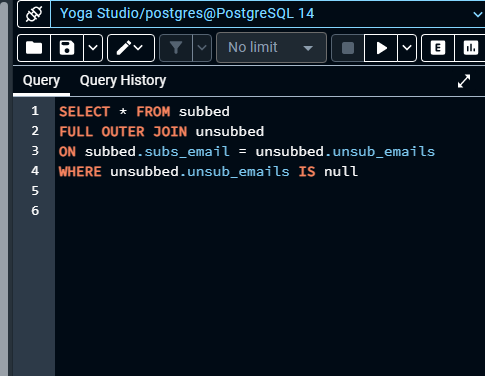 Yoga Studio/postgres@PostgreSQL 14
No limit
E
Query Query History
1 SELECT * FROM subbed
2 FULL OUTER JOIN unsubbed
3 ON subbed.subs_email = unsubbed.unsub_emails
4 WHERE unsubbed.unsub_emails IS null
5
6